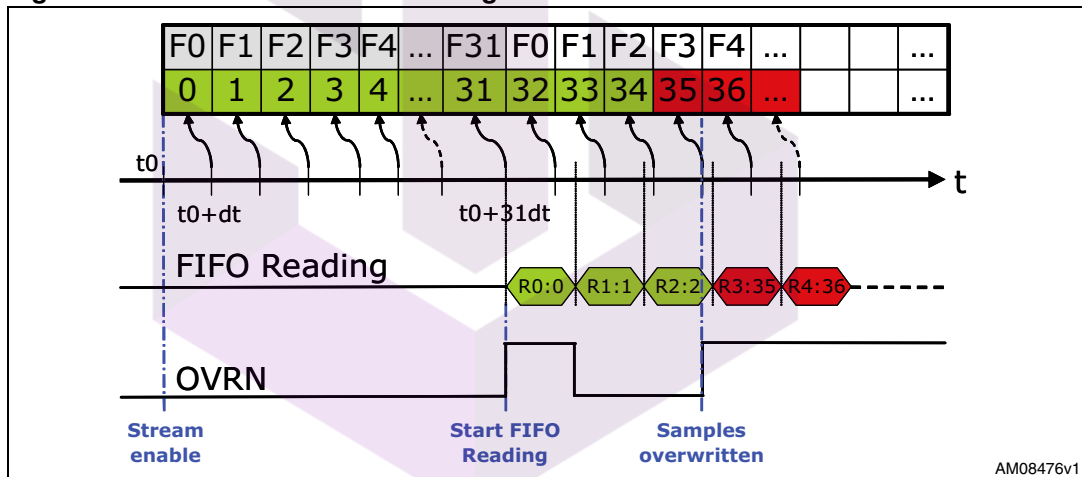 F0 F1 F2 F3 F4 ... F31 F0 F1 F2 F3 F4 ... ...
0 1 2 3 4 ... 31 32 33 34 35 36 ... ...
t0
t
t0+dt t0+31dt
FIFO Reading
R0:0 R1:1 R2:2 R3:35 R4:36
OVRN
Stream
enable
Start FIFO
Reading
Samples
overwritten
AM08476v1